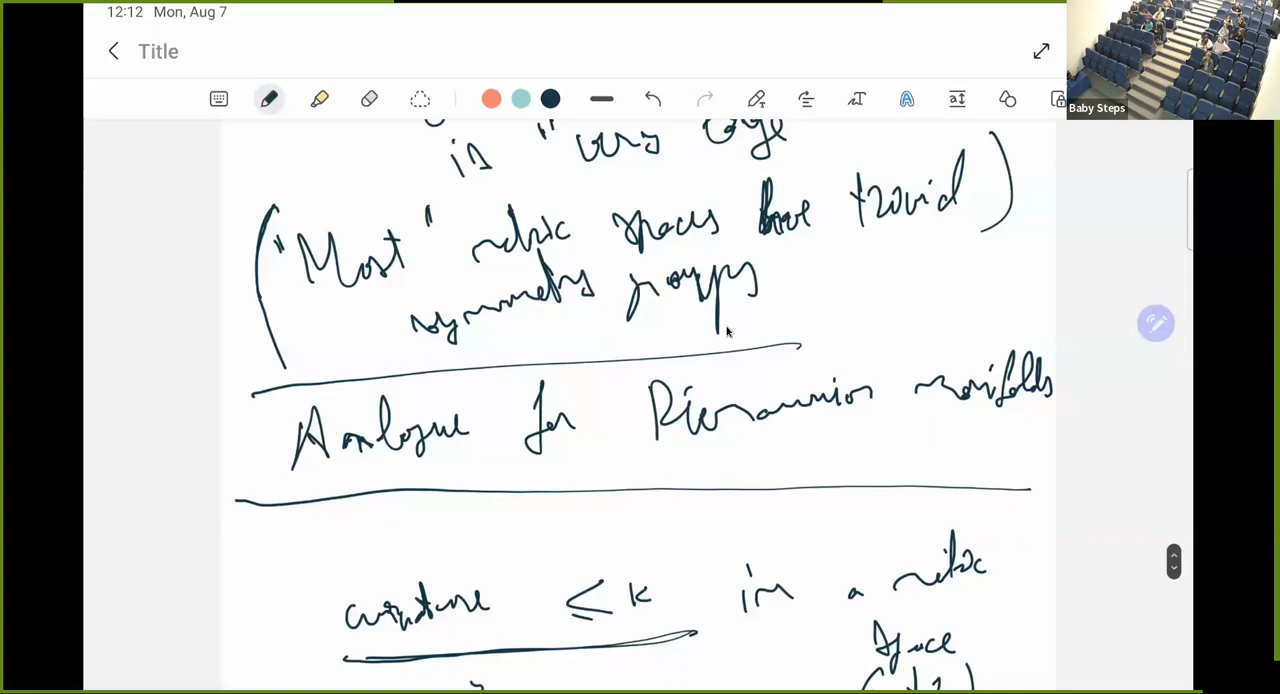 12:12 Mon, Aug 7
Title
Baby Steps
is "very large
("Most" metric spaces have trivial)
symmetry groups
Analogue for Riemannian manifolds
curvature ≤ k in a metric
space